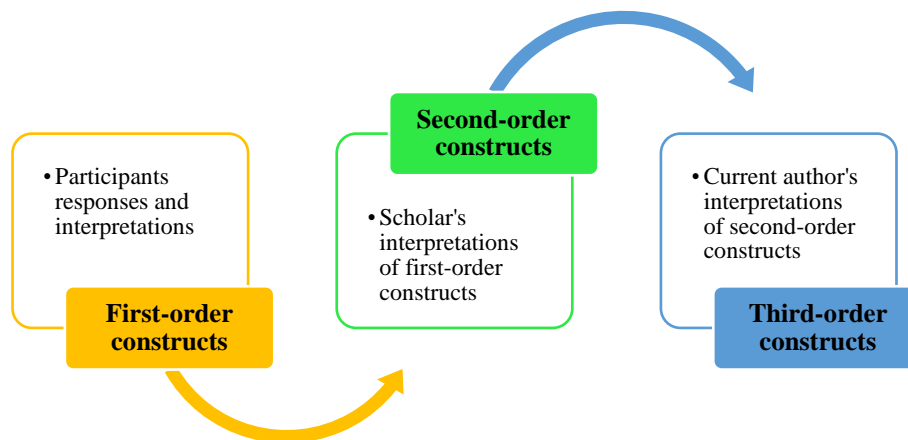 • Participants
responses and
interpretations
First-order
constructs
Second-order
constructs
• Scholar's
interpretations
of first-order
constructs
• Current author's
interpretations
of second-order
constructs
Third-order
constructs